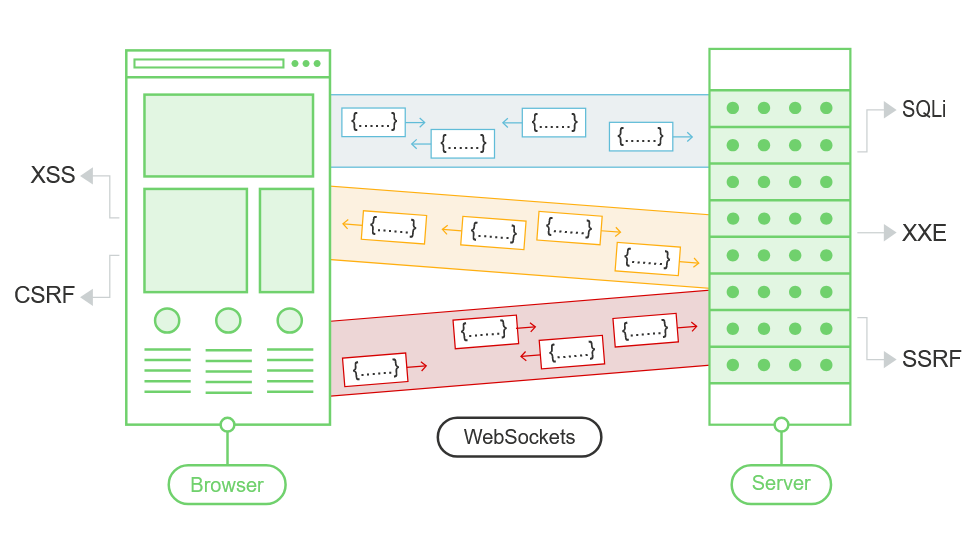 {......}
{......}
{......}
{......}
SQLi
XSS
{......}
{......}
{......}
{......}
XXE
CSRF
{......}
{......}
{......}
{......}
SSRF
WebSockets
Browser
Server